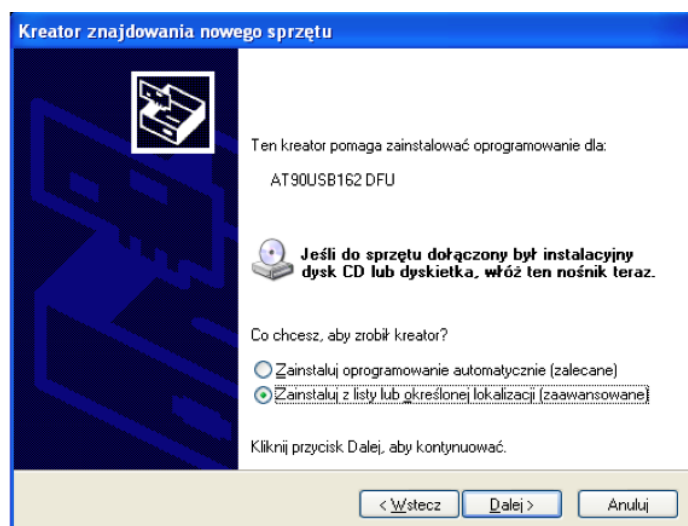 Kreator znajdowania nowego sprzętu
Ten kreator pomaga zainstalować oprogramowanie dla:
AT90USB162 DFU
Jeśli do sprzętu dołączony był instalacyjny
dysk CD lub dyskietka, włóż ten nośnik teraz.
Co chcesz, aby zrobił kreator?
Zainstaluj oprogramowanie automatycznie (zalecane)
Zainstaluj z listy lub określonej lokalizacji (zaawansowane)
Kliknij przycisk Dalej, aby kontynuować.
< Wstecz Dalej > Anuluj